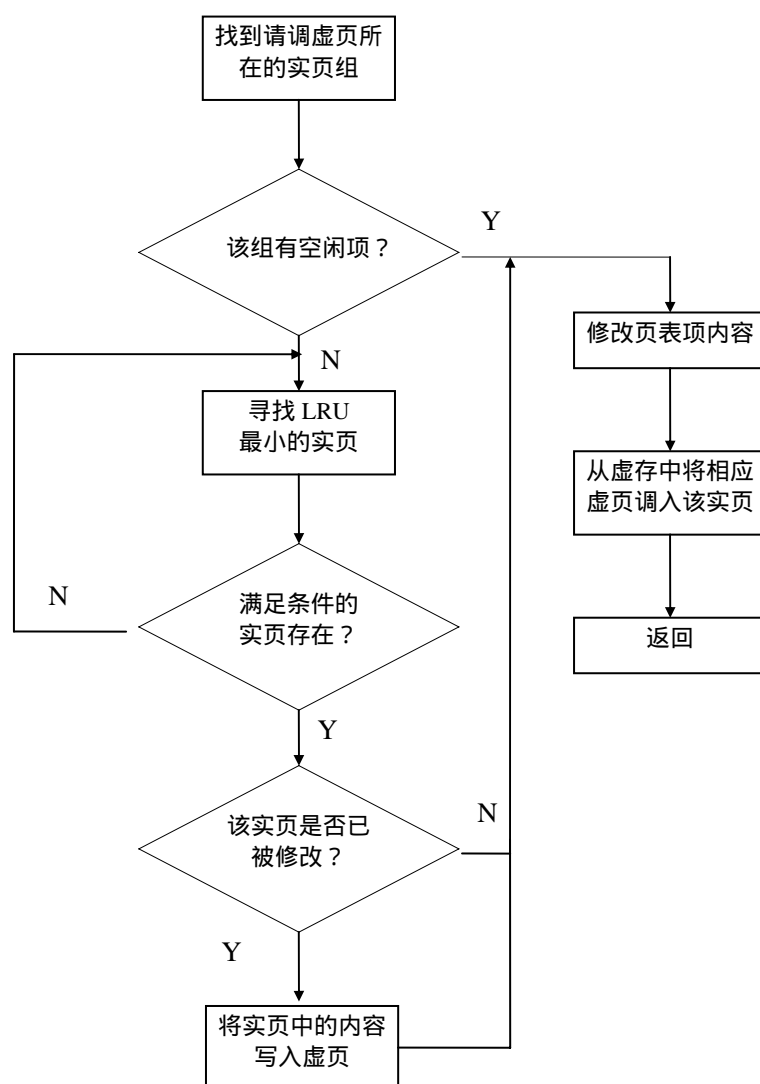 找到请调虚页所
在的实页组
该组有空闲项？
Y
N
修改页表项内容
寻找 LRU
最小的实页
从虚存中将相应
虚页调入该实页
N
满足条件的
实页存在？
返回
Y
该实页是否已
被修改？
N
Y
将实页中的内容
写入虚页